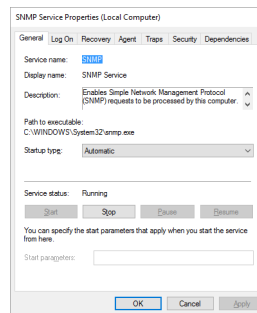 SNMP Service Properties (Local Computer)
General Log On Recovery Agent Traps Security Dependencies
Service name: SNMP
Display name: SNMP Service
Description: Enables Simple Network Management Protocol
(SNMP) requests to be processed by this computer.
Path to executable:
C:\WINDOWS\System32\snmp.exe
Startup type: Automatic
Service status: Running
Start Stop Pause Resume
You can specify the start parameters that apply when you start the service
from here.
Start parameters:
OK Cancel Apply